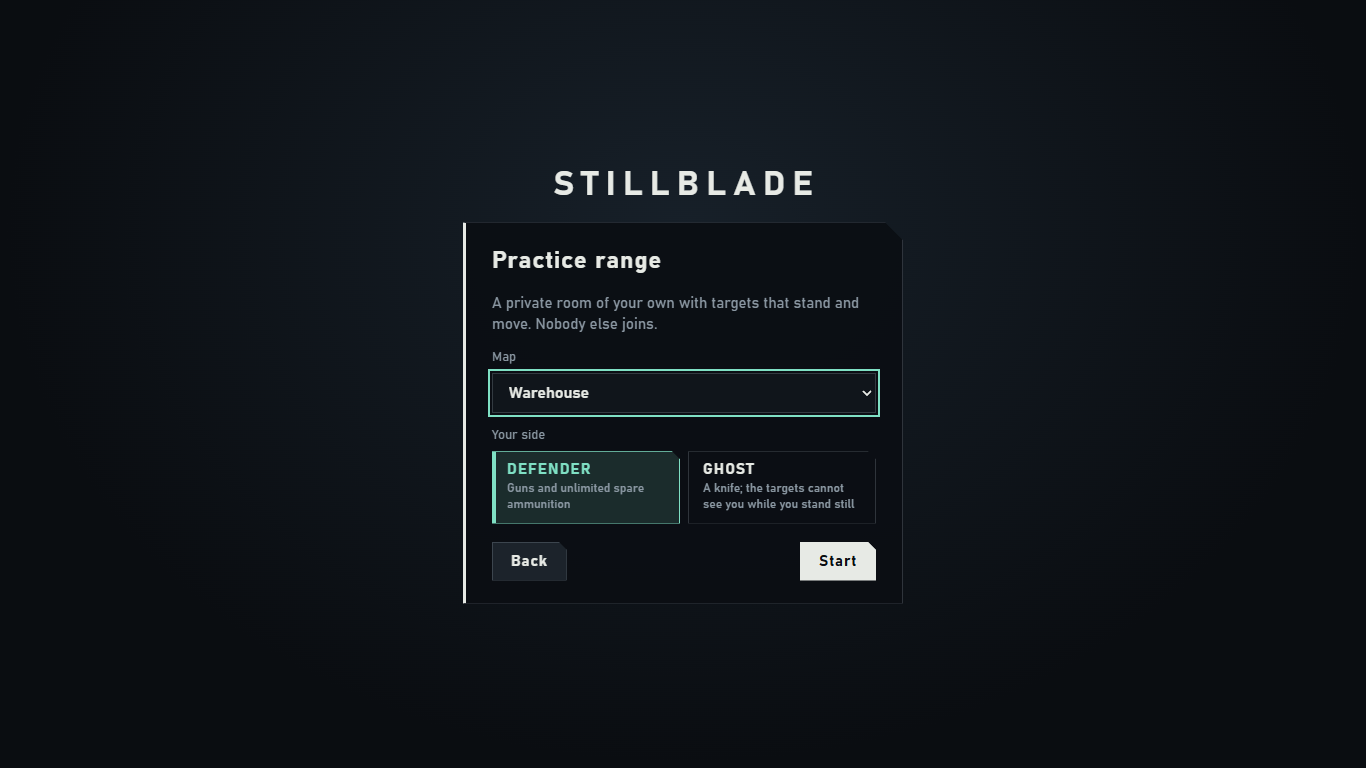 STILLBLADE
Practice range
A private room of your own with targets that stand and
move. Nobody else joins.
Map
Warehouse
Your side
DEFENDER
Guns and unlimited spare
ammunition
GHOST
A knife; the targets cannot
see you while you stand still
Back
Start